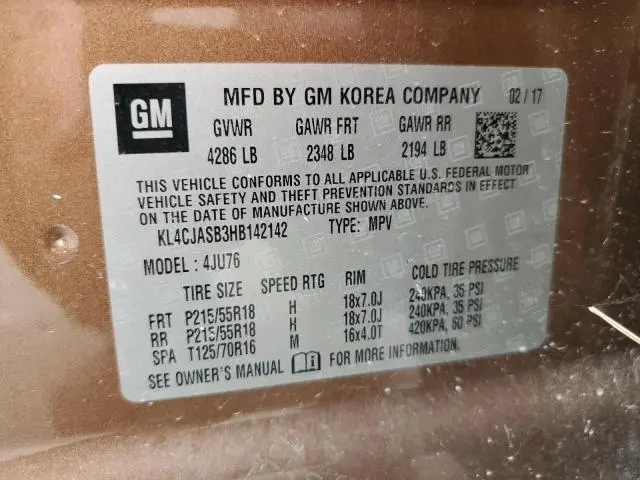 GM MFD BY GM KOREA COMPANY 02/17
GVWR GAWR FRT GAWR RR
4286 LB 2348 LB 2194 LB
THIS VEHICLE CONFORMS TO ALL APPLICABLE U.S. FEDERAL MOTOR
VEHICLE SAFETY AND THEFT PREVENTION STANDARDS IN EFFECT
ON THE DATE OF MANUFACTURE SHOWN ABOVE.
KL4CJASB3HB142142 TYPE: MPV
MODEL: 4JU76
TIRE SIZE SPEED RTG RIM COLD TIRE PRESSURE
FRT P215/55R18 H 18x7.0J 240KPA, 35 PSI
RR P215/55R18 H 18x7.0J 240KPA, 35 PSI
SPA T125/70R16 M 16x4.0T 420KPA, 60 PSI
SEE OWNER'S MANUAL FOR MORE INFORMATION.